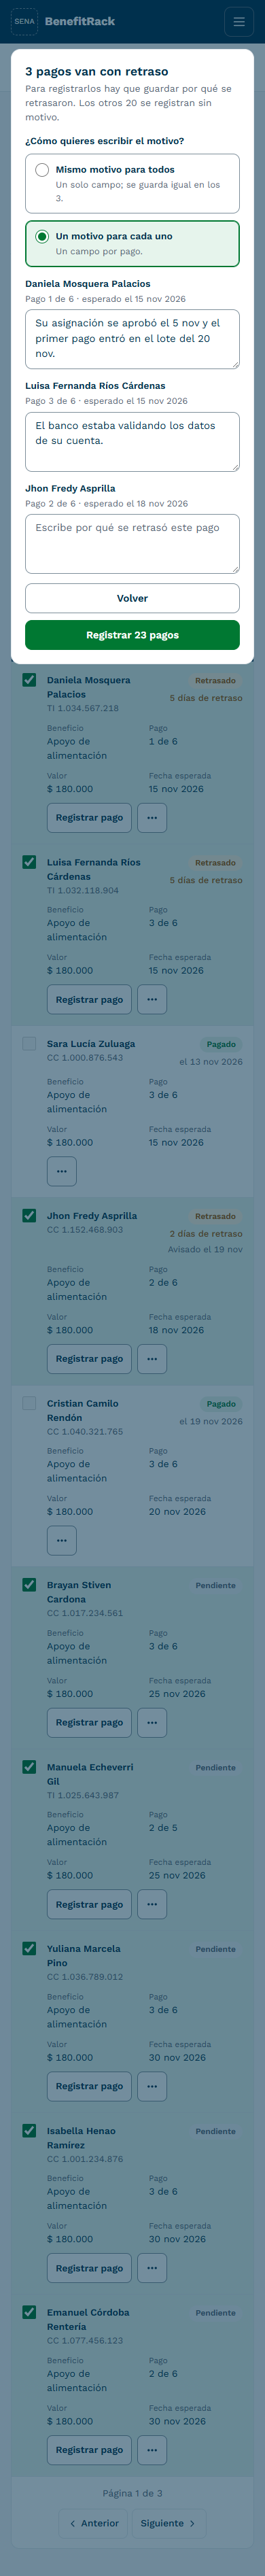 SENA BenefitRack
3 pagos van con retraso
Para registrarlos hay que guardar por qué se
retrasaron. Los otros 20 se registran sin
motivo.
¿Cómo quieres escribir el motivo?
Mismo motivo para todos
Un solo campo; se guarda igual en los
3.
Un motivo para cada uno
Un campo por pago.
Daniela Mosquera Palacios
Pago 1 de 6 · esperado el 15 nov 2026
Su asignación se aprobó el 5 nov y el
primer pago entró en el lote del 20
nov.
Luisa Fernanda Ríos Cárdenas
Pago 3 de 6 · esperado el 15 nov 2026
El banco estaba validando los datos
de su cuenta.
Jhon Fredy Asprilla
Pago 2 de 6 · esperado el 18 nov 2026
Escribe por qué se retrasó este pago
Volver
Registrar 23 pagos
Daniela Mosquera Retrasado
Palacios 5 días de retraso
TI 1.034.567.218
Beneficio Pago
Apoyo de 1 de 6
alimentación
Valor Fecha esperada
$ 180.000 15 nov 2026
Registrar pago ···
Luisa Fernanda Ríos Retrasado
Cárdenas 5 días de retraso
TI 1.032.118.904
Beneficio Pago
Apoyo de 3 de 6
alimentación
Valor Fecha esperada
$ 180.000 15 nov 2026
Registrar pago ···
Sara Lucía Zuluaga Pagado
CC 1.000.876.543 el 13 nov 2026
Beneficio Pago
Apoyo de 3 de 6
alimentación
Valor Fecha esperada
$ 180.000 15 nov 2026
···
Jhon Fredy Asprilla Retrasado
CC 1.152.468.903 2 días de retraso
Avisado el 19 nov
Beneficio Pago
Apoyo de 2 de 6
alimentación
Valor Fecha esperada
$ 180.000 18 nov 2026
Registrar pago ···
Cristian Camilo Pagado
Rendón el 19 nov 2026
CC 1.040.321.765
Beneficio Pago
Apoyo de 3 de 6
alimentación
Valor Fecha esperada
$ 180.000 20 nov 2026
···
Brayan Stiven Pendiente
Cardona
CC 1.017.234.561
Beneficio Pago
Apoyo de 3 de 6
alimentación
Valor Fecha esperada
$ 180.000 25 nov 2026
Registrar pago ···
Manuela Echeverri Pendiente
Gil
TI 1.025.643.987
Beneficio Pago
Apoyo de 2 de 5
alimentación
Valor Fecha esperada
$ 180.000 25 nov 2026
Registrar pago ···
Yuliana Marcela Pendiente
Pino
CC 1.036.789.012
Beneficio Pago
Apoyo de 3 de 6
alimentación
Valor Fecha esperada
$ 180.000 30 nov 2026
Registrar pago ···
Isabella Henao Pendiente
Ramírez
CC 1.001.234.876
Beneficio Pago
Apoyo de 3 de 6
alimentación
Valor Fecha esperada
$ 180.000 30 nov 2026
Registrar pago ···
Emanuel Córdoba Pendiente
Rentería
CC 1.077.456.123
Beneficio Pago
Apoyo de 2 de 6
alimentación
Valor Fecha esperada
$ 180.000 30 nov 2026
Registrar pago ···
Página 1 de 3
Anterior Siguiente